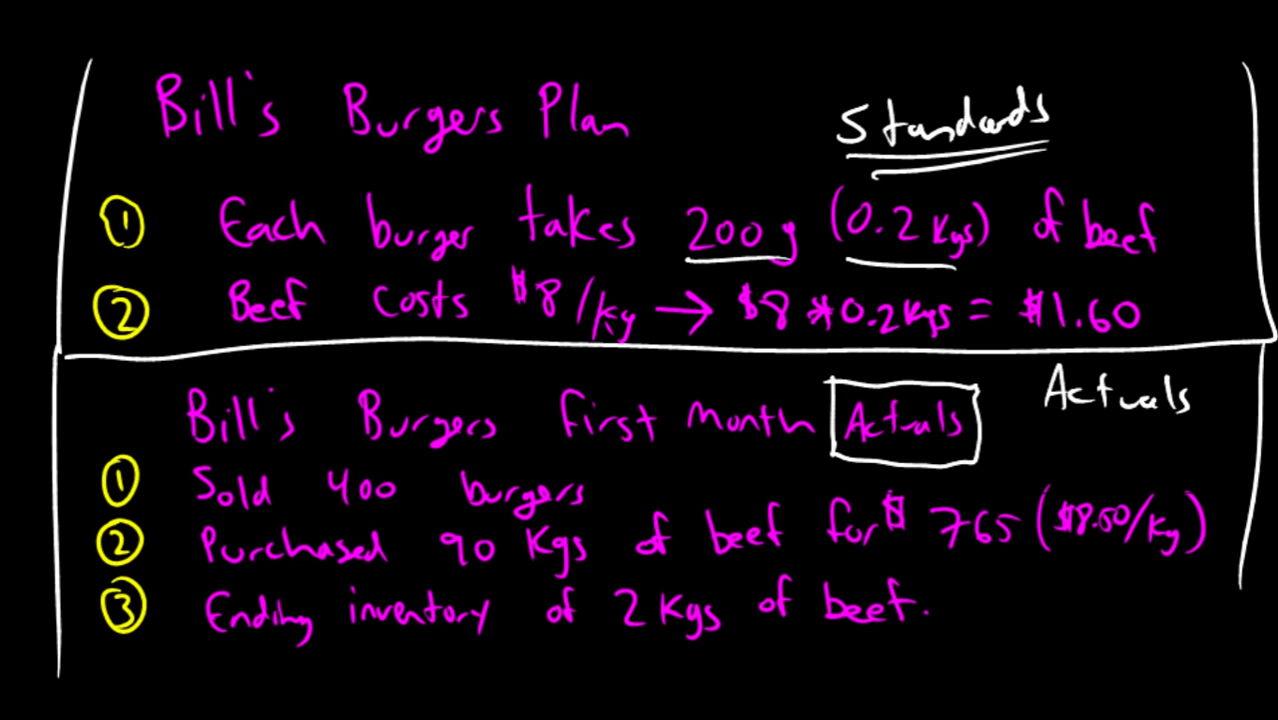 Bill's Burgers Plan Standards
① Each burger takes 200g (0.2 Kgs) of beef
② Beef costs $8/kg → $8 * 0.2 Kgs = $1.60
Bill's Burgers First Month Actuals Actuals
① Sold 400 burgers
② Purchased 90 Kgs of beef for $ 765 ($8.50/Kg)
③ Ending inventory of 2 Kgs of beef.